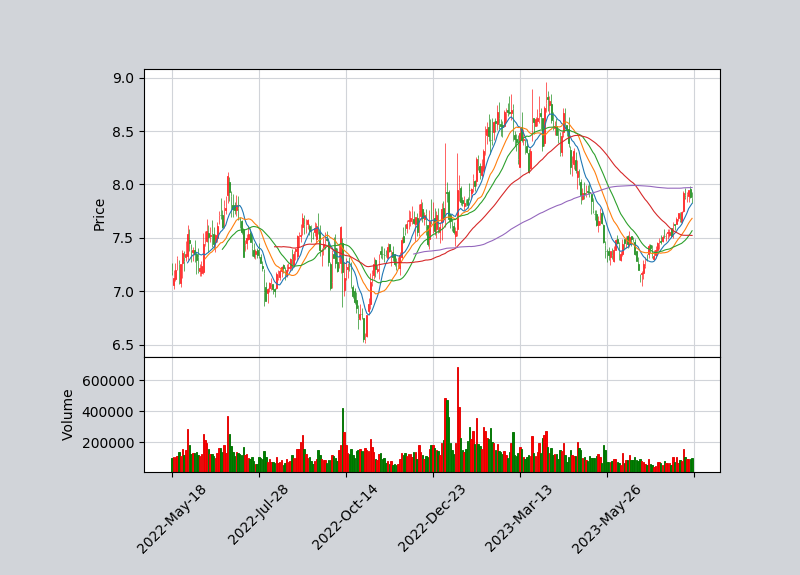 9.0
8.5
8.0
7.5
7.0
6.5
Price
600000
400000
200000
Volume
2022-May-18
2022-Jul-28
2022-Oct-14
2022-Dec-23
2023-Mar-13
2023-May-26